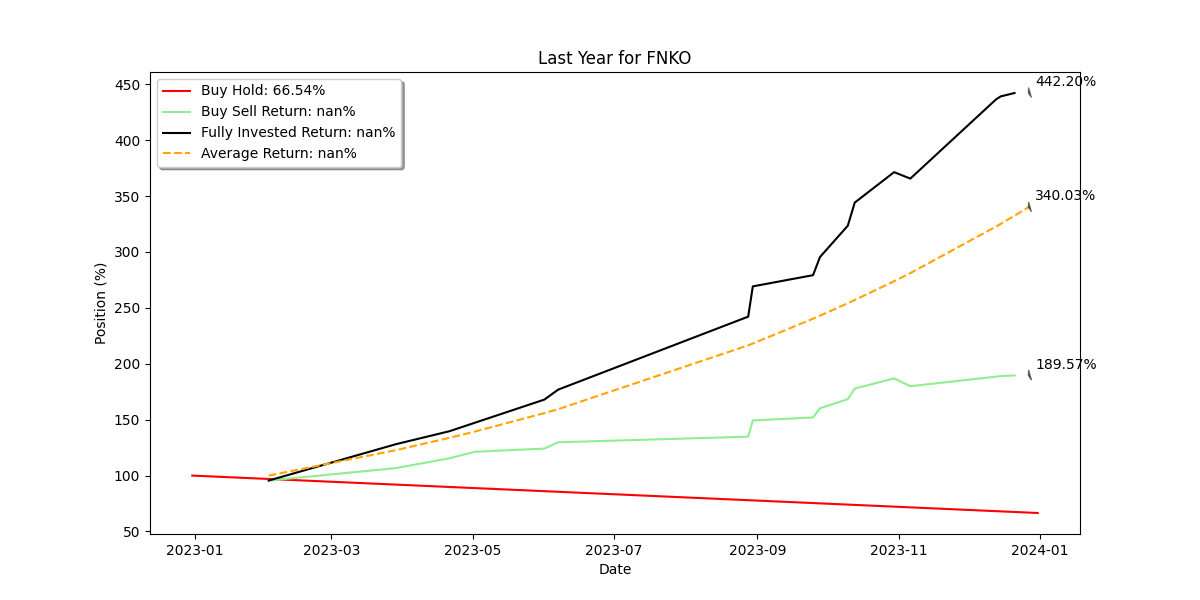 Last Year for FNKO
Buy Hold: 66.54%
Buy Sell Return: nan%
Fully Invested Return: nan%
Average Return: nan%
442.20%
340.03%
189.57%
Position (%)
450
400
350
300
250
200
150
100
50
2023-01 2023-03 2023-05 2023-07 2023-09 2023-11 2024-01
Date